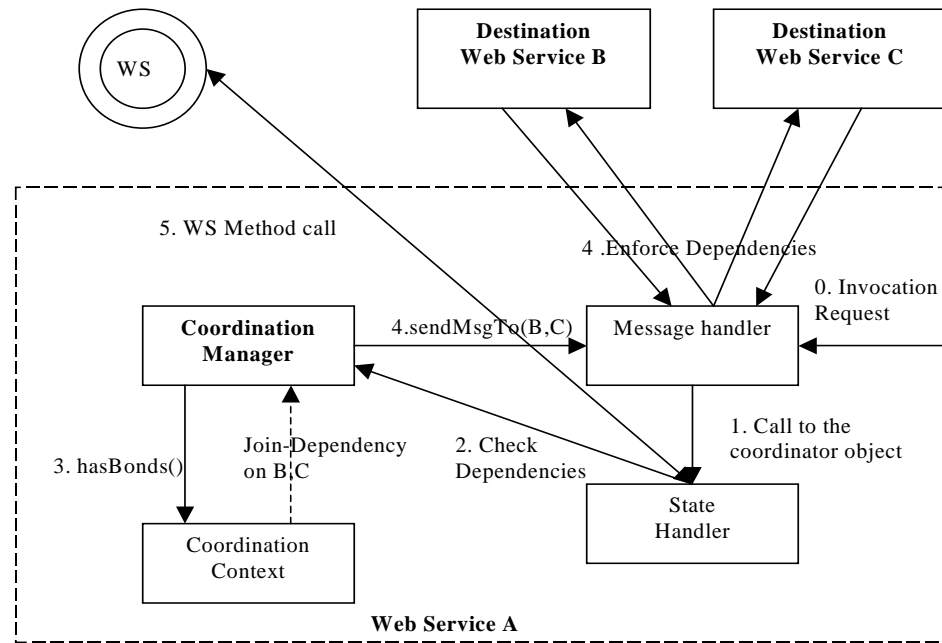 WS
Destination
Web Service B
Destination
Web Service C
5. WS Method call
4 .Enforce Dependencies
0. Invocation
Request
Coordination
Manager
4.sendMsgTo(B,C)
Message handler
3. hasBonds()
Join-Dependency
on B,C
2. Check
Dependencies
1. Call to the
coordinator object
State
Handler
Coordination
Context
Web Service A